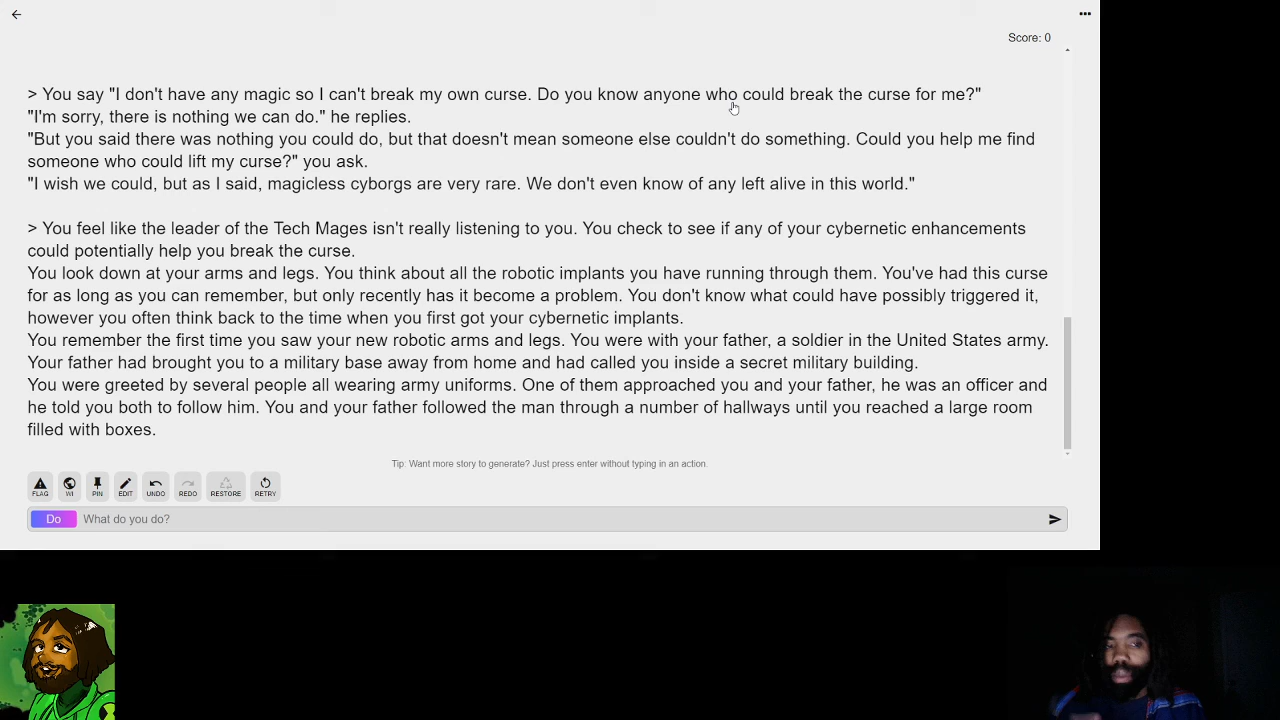 Score: 0
> You say "I don't have any magic so I can't break my own curse. Do you know anyone who could break the curse for me?"
"I'm sorry, there is nothing we can do." he replies.
"But you said there was nothing you could do, but that doesn't mean someone else couldn't do something. Could you help me find
someone who could lift my curse?" you ask.
"I wish we could, but as I said, magicless cyborgs are very rare. We don't even know of any left alive in this world."
> You feel like the leader of the Tech Mages isn't really listening to you. You check to see if any of your cybernetic enhancements
could potentially help you break the curse.
You look down at your arms and legs. You think about all the robotic implants you have running through them. You've had this curse
for as long as you can remember, but only recently has it become a problem. You don't know what could have possibly triggered it,
however you often think back to the time when you first got your cybernetic implants.
You remember the first time you saw your new robotic arms and legs. You were with your father, a soldier in the United States army.
Your father had brought you to a military base away from home and had called you inside a secret military building.
You were greeted by several people all wearing army uniforms. One of them approached you and your father, he was an officer and
he told you both to follow him. You and your father followed the man through a number of hallways until you reached a large room
filled with boxes.
Tip: Want more story to generate? Just press enter without typing in an action.
FLAG WI PIN EDIT UNDO REDO RESTORE RETRY
Do What do you do?